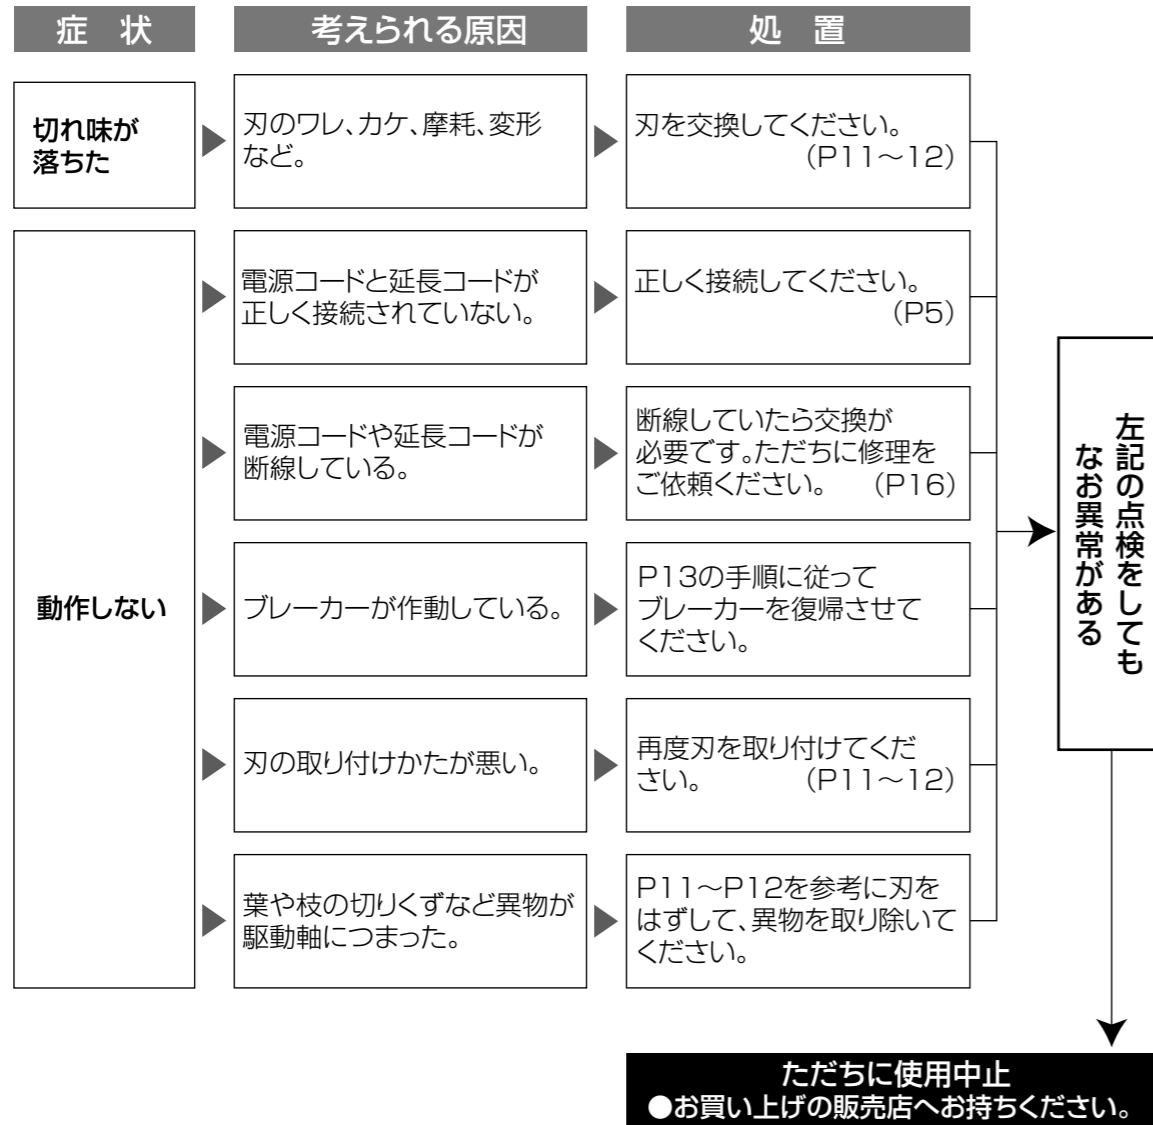 症　状
考えられる原因
処　置
切れ味が
落ちた
刃のワレ、カケ、摩耗、変形
など。
刃を交換してください。
（P11～12）
動作しない
電源コードと延長コードが
正しく接続されていない。
正しく接続してください。
（P5）
電源コードや延長コードが
断線している。
断線していたら交換が
必要です。ただちに修理を
ご依頼ください。　（P16）
ブレーカーが作動している。
P13の手順に従って
ブレーカーを復帰させて
ください。
刃の取り付けかたが悪い。
再度刃を取り付けてくだ
さい。　（P11～12）
葉や枝の切りくずなど異物が
駆動軸につまった。
P11～P12を参考に刃を
はずして、異物を取り除いて
ください。
左記の点検をしても
なお異常がある
ただちに使用中止
●お買い上げの販売店へお持ちください。